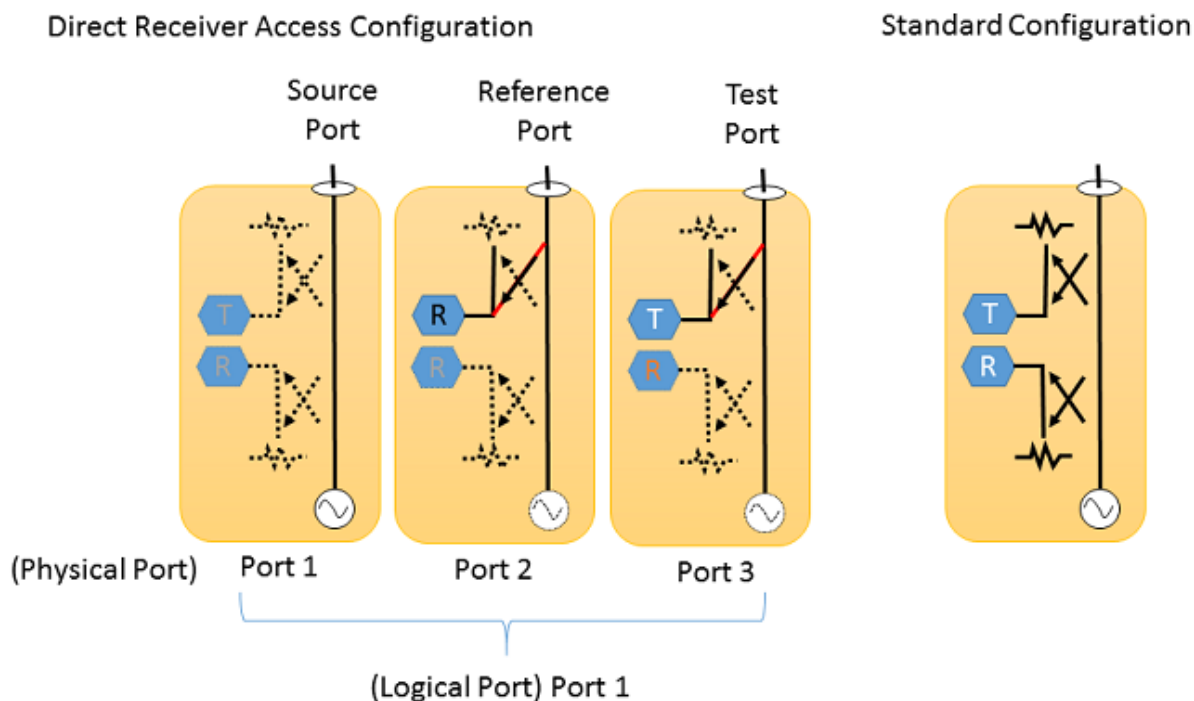 Direct Receiver Access Configuration
Standard Configuration
Source
Port
Reference
Port
Test
Port
T
R
R
R
T
R
T
R
(Physical Port)
Port 1
Port 2
Port 3
(Logical Port) Port 1